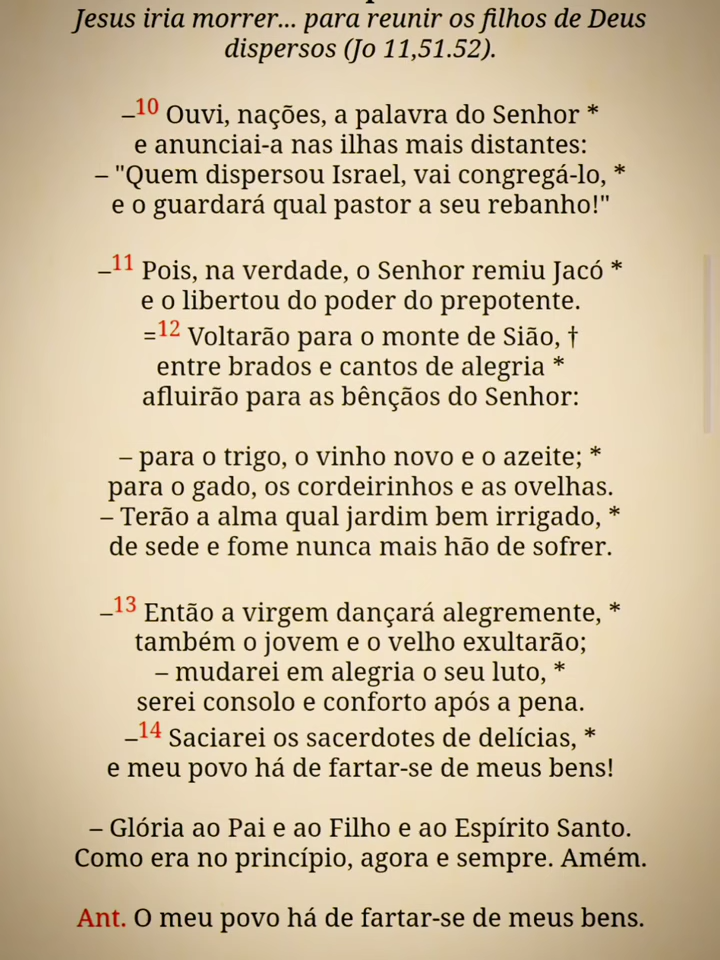 Jesus iria morrer... para reunir os filhos de Deus
dispersos (Jo 11,51.52).
–10 Ouvi, nações, a palavra do Senhor *
e anunciai-a nas ilhas mais distantes:
– "Quem dispersou Israel, vai congregá-lo, *
e o guardará qual pastor a seu rebanho!"
–11 Pois, na verdade, o Senhor remiu Jacó *
e o libertou do poder do prepotente.
=12 Voltarão para o monte de Sião, †
entre brados e cantos de alegria *
afluirão para as bênçãos do Senhor:
– para o trigo, o vinho novo e o azeite; *
para o gado, os cordeirinhos e as ovelhas.
– Terão a alma qual jardim bem irrigado, *
de sede e fome nunca mais hão de sofrer.
–13 Então a virgem dançará alegremente, *
também o jovem e o velho exultarão;
– mudarei em alegria o seu luto, *
serei consolo e conforto após a pena.
–14 Saciarei os sacerdotes de delícias, *
e meu povo há de fartar-se de meus bens!
– Glória ao Pai e ao Filho e ao Espírito Santo.
Como era no princípio, agora e sempre. Amém.
Ant. O meu povo há de fartar-se de meus bens.